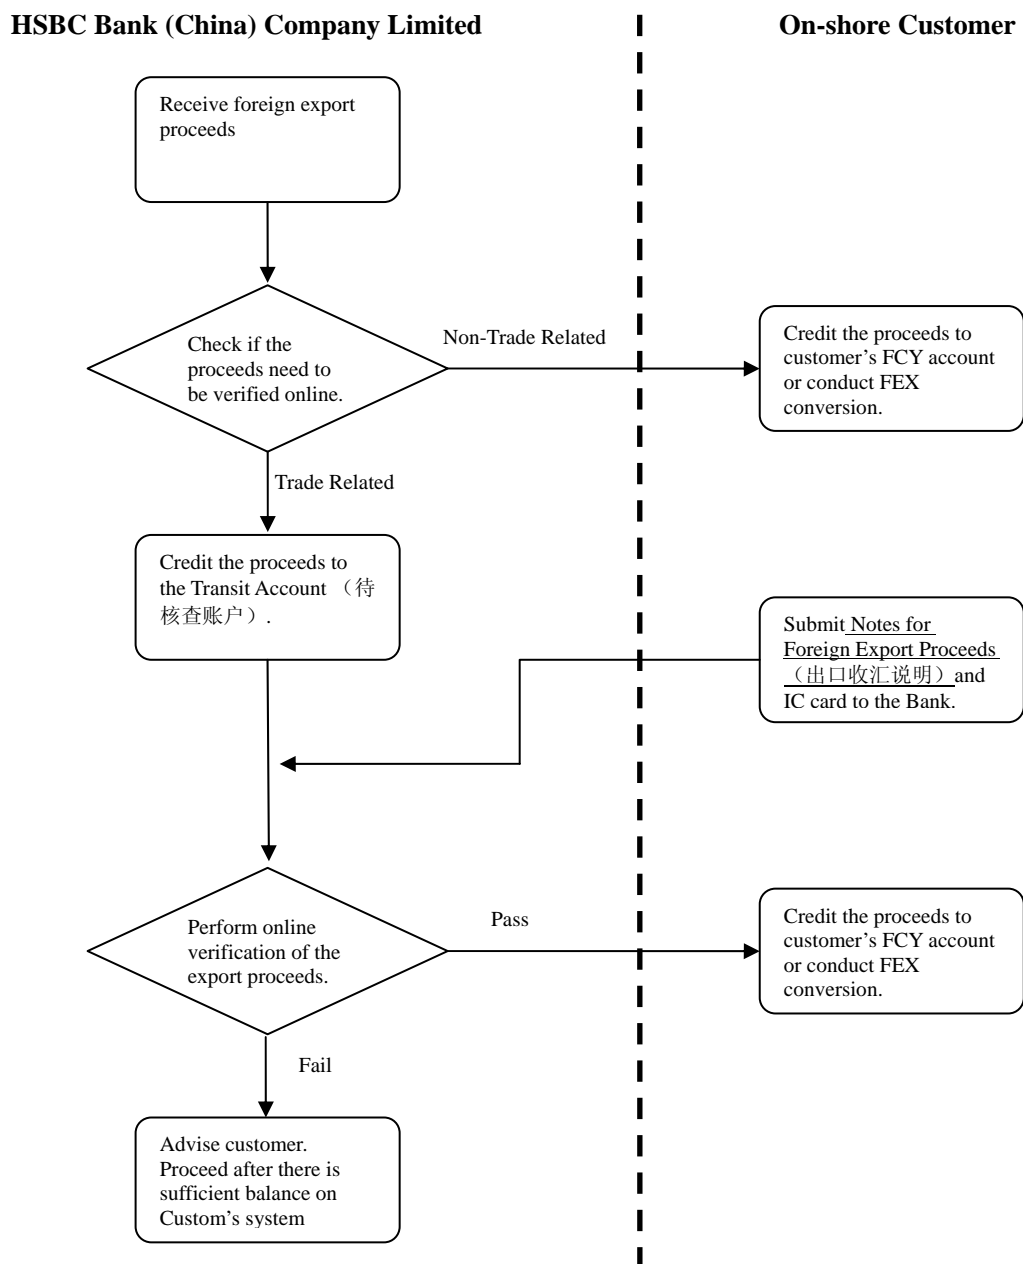 HSBC Bank (China) Company Limited
On-shore Customer
Receive foreign export
proceeds
Check if the
proceeds need to
be verified online.
Non-Trade Related
Credit the proceeds to
customer's FCY account
or conduct FEX
conversion.
Trade Related
Credit the proceeds to
the Transit Account （待
核查账户）.
Submit Notes for
Foreign Export Proceeds
（出口收汇说明）and
IC card to the Bank.
Perform online
verification of the
export proceeds.
Pass
Credit the proceeds to
customer's FCY account
or conduct FEX
conversion.
Fail
Advise customer.
Proceed after there is
sufficient balance on
Custom's system